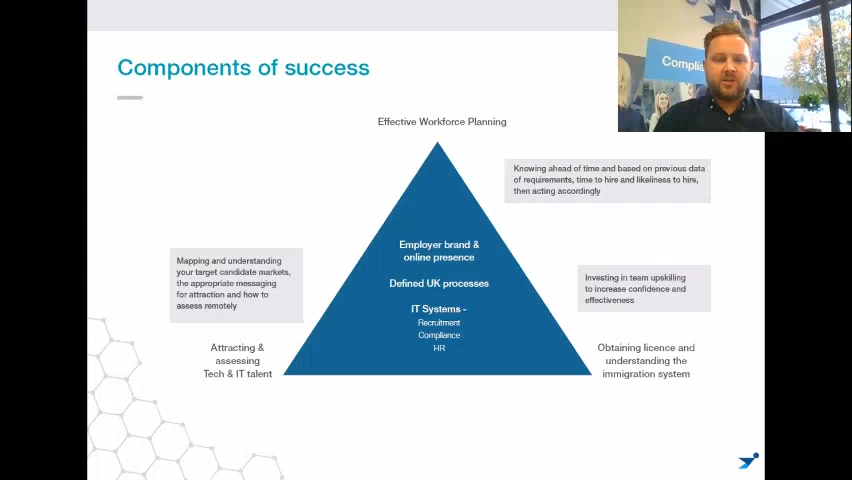 Components of success
Complia
Effective Workforce Planning
Knowing ahead of time and based on previous data
of requirements, time to hire and likeliness to hire,
then acting accordingly
Employer brand &
online presence
Defined UK processes
IT Systems -
Recruitment
Compliance
HR
Mapping and understanding
your target candidate markets,
the appropriate messaging
for attraction and how to
assess remotely
Investing in team upskilling
to increase confidence and
effectiveness
Attracting &
assessing
Tech & IT talent
Obtaining licence and
understanding the
immigration system